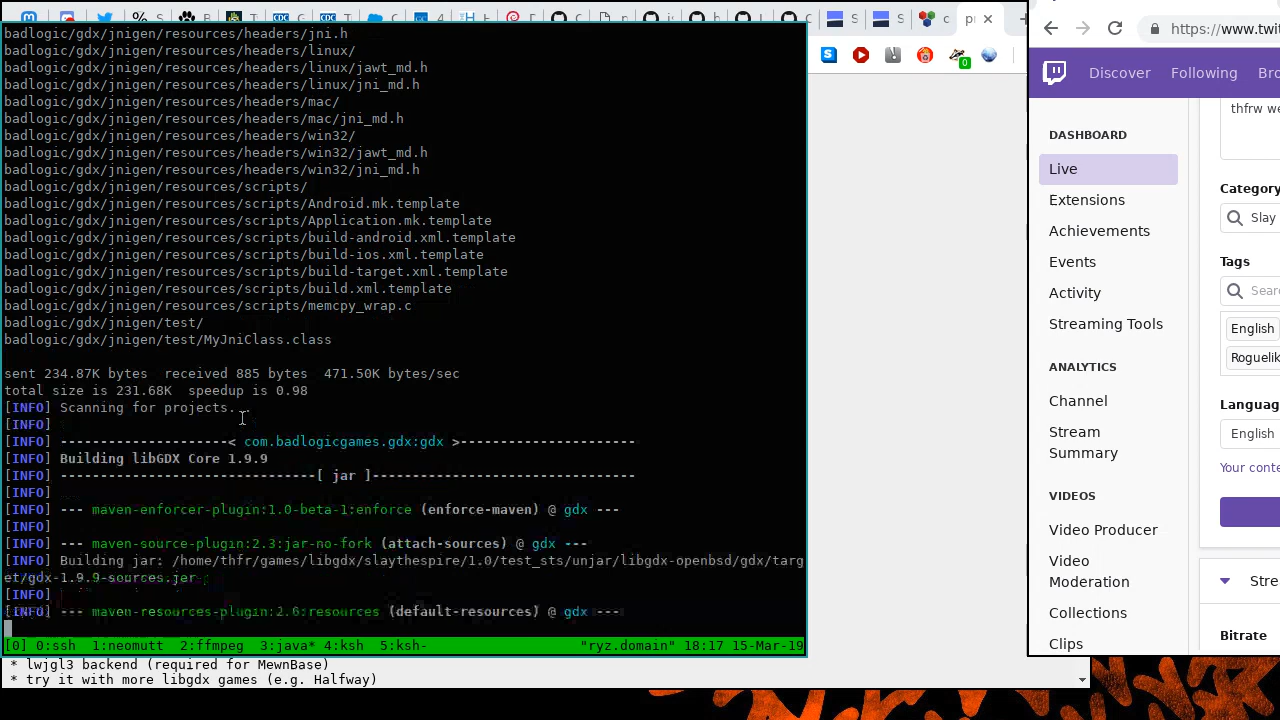 badlogic/gdx/jnigen/resources/headers/jni.h
badlogic/gdx/jnigen/resources/headers/linux/
badlogic/gdx/jnigen/resources/headers/linux/jawt_md.h
badlogic/gdx/jnigen/resources/headers/linux/jni_md.h
badlogic/gdx/jnigen/resources/headers/mac/
badlogic/gdx/jnigen/resources/headers/mac/jni_md.h
badlogic/gdx/jnigen/resources/headers/win32/
badlogic/gdx/jnigen/resources/headers/win32/jawt_md.h
badlogic/gdx/jnigen/resources/headers/win32/jni_md.h
badlogic/gdx/jnigen/resources/scripts/
badlogic/gdx/jnigen/resources/scripts/Android.mk.template
badlogic/gdx/jnigen/resources/scripts/Application.mk.template
badlogic/gdx/jnigen/resources/scripts/build-android.xml.template
badlogic/gdx/jnigen/resources/scripts/build-ios.xml.template
badlogic/gdx/jnigen/resources/scripts/build-target.xml.template
badlogic/gdx/jnigen/resources/scripts/build.xml.template
badlogic/gdx/jnigen/resources/scripts/memcpy_wrap.c
badlogic/gdx/jnigen/test/
badlogic/gdx/jnigen/test/MyJniClass.class
sent 234.87K bytes  received 885 bytes  471.50K bytes/sec
total size is 231.68K  speedup is 0.98
[INFO] Scanning for projects...
[INFO]
[INFO] ---------------------< com.badlogicgames.gdx:gdx >----------------------
[INFO] Building libGDX Core 1.9.9
[INFO] --------------------------------[ jar ]---------------------------------
[INFO]
[INFO] --- maven-enforcer-plugin:1.0-beta-1:enforce (enforce-maven) @ gdx ---
[INFO]
[INFO] --- maven-source-plugin:2.3:jar-no-fork (attach-sources) @ gdx ---
[INFO] Building jar: /home/thfr/games/libgdx/slaythespire/1.0/test_sts/unjar/libgdx-openbsd/gdx/targ
et/gdx-1.9.9-sources.jar
[INFO]
[INFO] --- maven-resources-plugin:2.6:resources (default-resources) @ gdx ---
[0] 0:ssh  1:neomutt  2:ffmpeg  3:java* 4:ksh  5:ksh-  "ryz.domain" 18:17 15-Mar-19
* lwjgl3 backend (required for MewnBase)
* try it with more libgdx games (e.g. Halfway)
0
https://www.twit
Discover
Following
Bro
DASHBOARD
Live
Extensions
Achievements
Events
Activity
Streaming Tools
ANALYTICS
Channel
Stream
Summary
VIDEOS
Video Producer
Video
Moderation
Collections
Clips
thfrw we
Category
Slay
Tags
Searc
English
Roguelik
Languag
English
Your conte
Stre
Bitrate